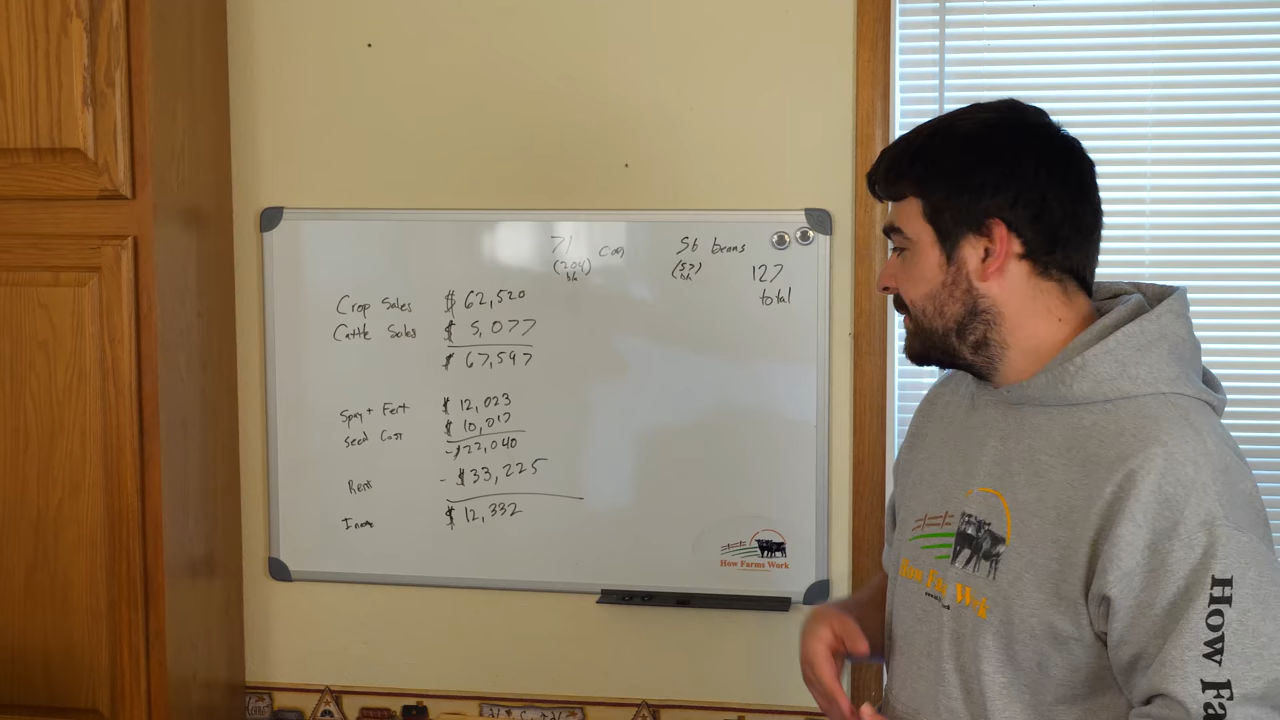 71 corn
(204)
bu
56 beans
(57)
bu
127
total
Crop Sales $ 62,520
Cattle Sales $ 5,077
$ 67,597
Spray + Fert $ 12,023
Seed Cost $ 10,017
- $22,040
Rent - $33,225
Income $ 12,332
How Farms Work
How Farms Work
How Fa